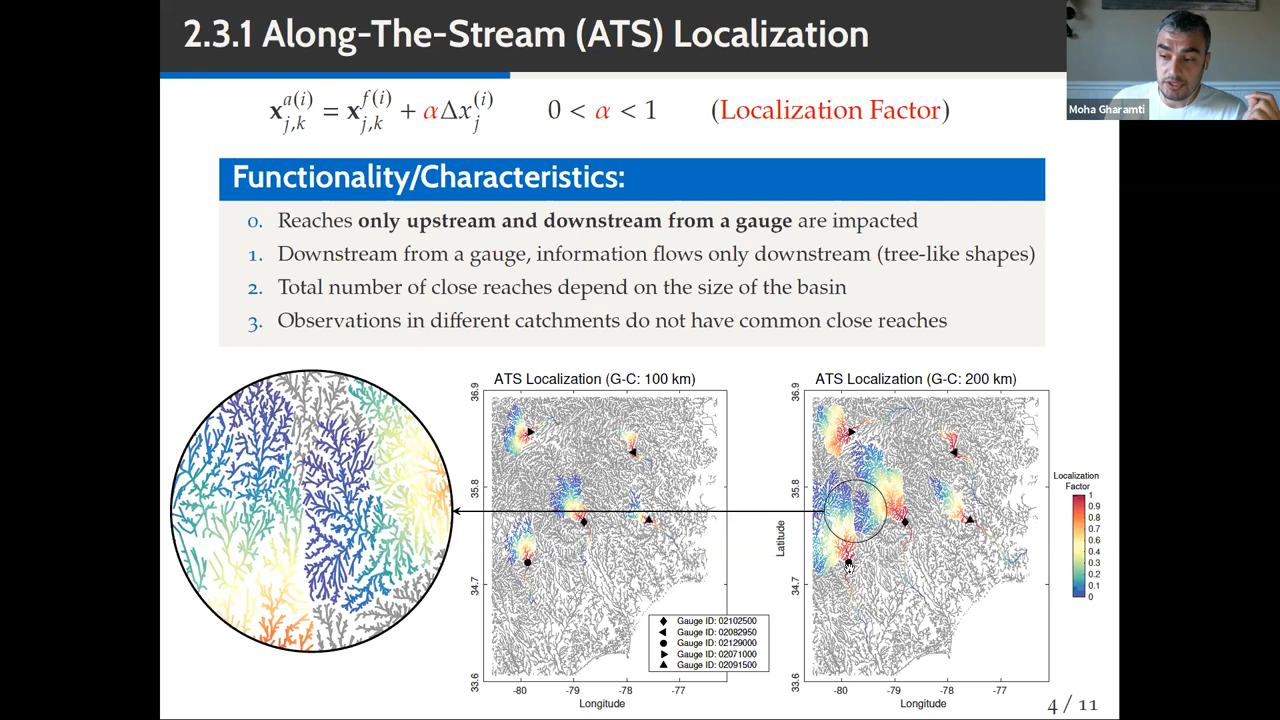 2.3.1 Along-The-Stream (ATS) Localization
Moha Gharamti
x_{j,k}^{a(i)} = x_{j,k}^{f(i)} + αΔx_j^{(i)} 0 < α < 1 (Localization Factor)
Functionality/Characteristics:
0. Reaches only upstream and downstream from a gauge are impacted
1. Downstream from a gauge, information flows only downstream (tree-like shapes)
2. Total number of close reaches depend on the size of the basin
3. Observations in different catchments do not have common close reaches
ATS Localization (G-C: 100 km)
36.9
35.8
34.7
33.6
-80 -79 -78 -77
Longitude
Gauge ID: 02102500
Gauge ID: 02082950
Gauge ID: 02129000
Gauge ID: 02071000
Gauge ID: 02091500
ATS Localization (G-C: 200 km)
36.9
35.8
34.7
33.6
Latitude
-80 -79 -78 -77
Longitude
Localization
Factor
1
0.9
0.8
0.7
0.6
0.5
0.4
0.3
0.2
0.1
0
4 / 11